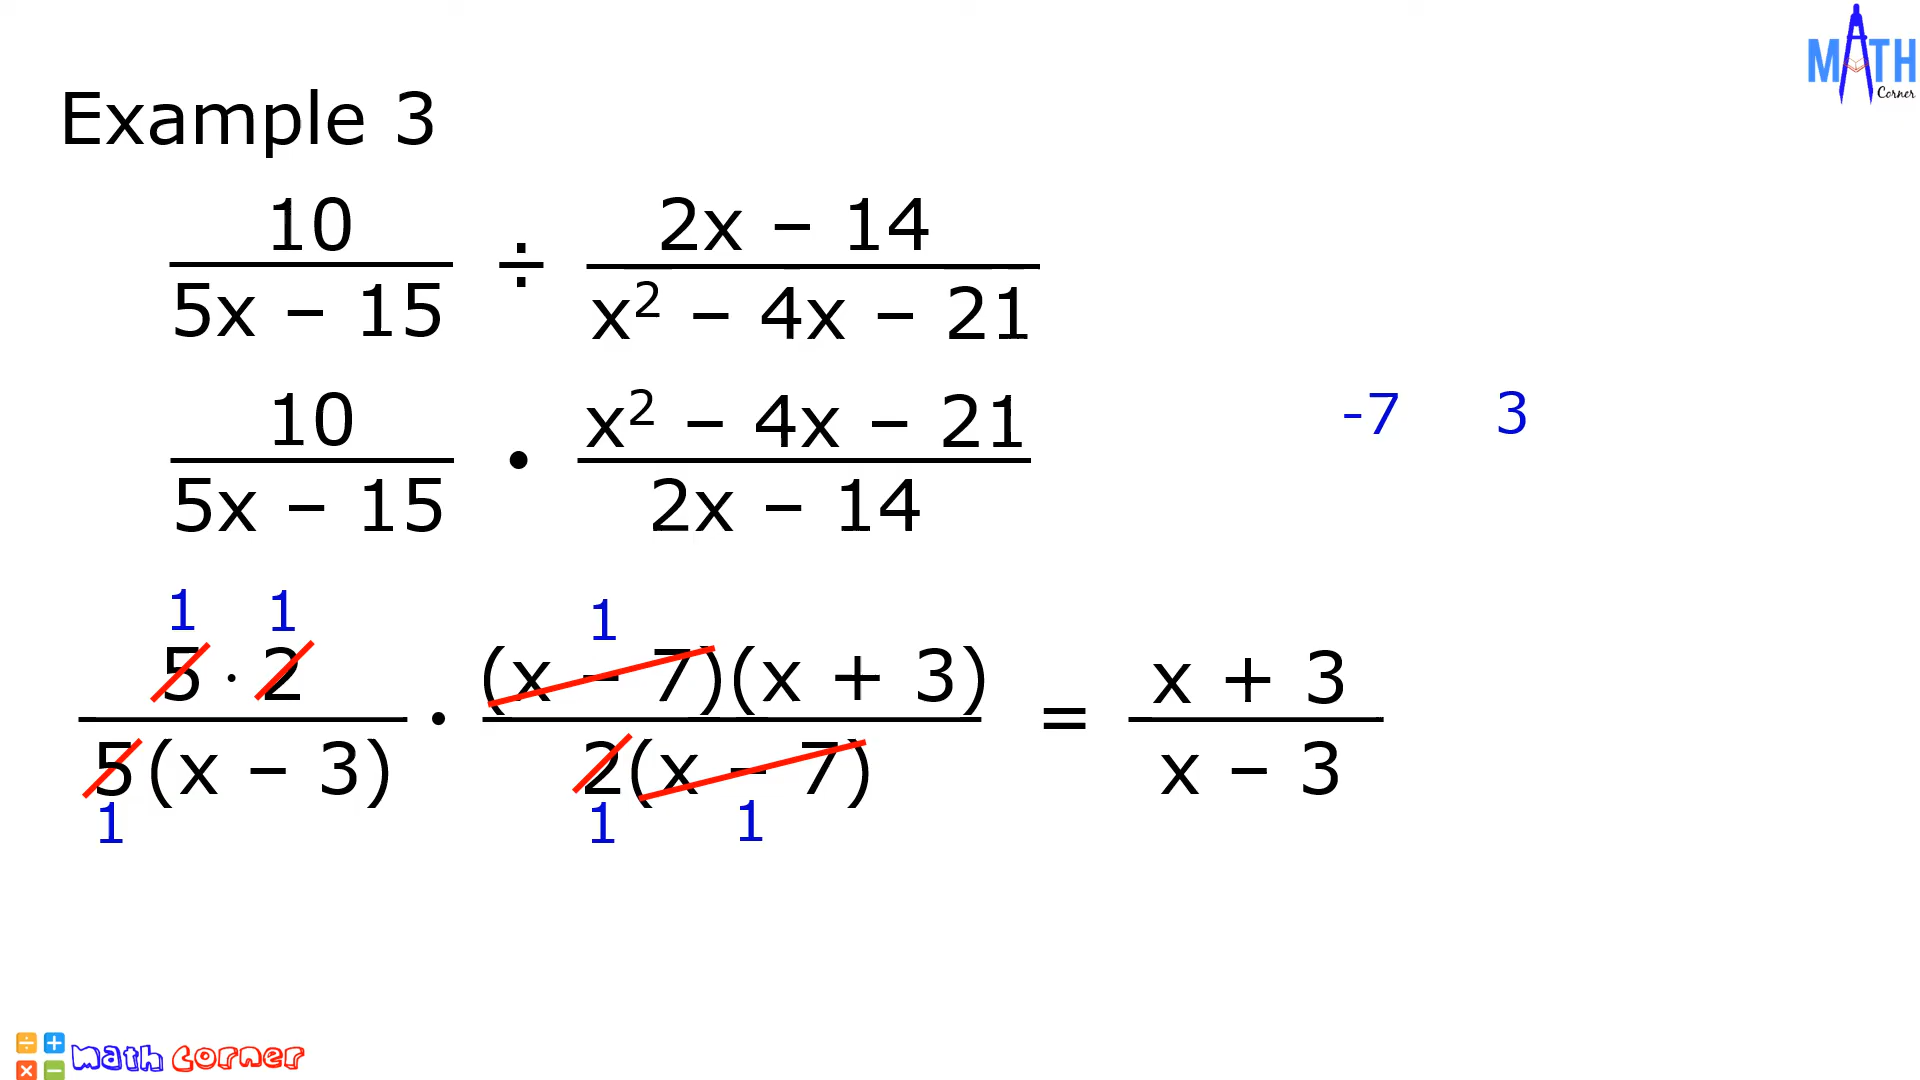 MATH
Corner
Example 3
10 ÷ 2x – 14
5x – 15 x² – 4x – 21
10 • x² – 4x – 21 -7 3
5x – 15 2x – 14
1 1 1
5 · 2 · (x – 7)(x + 3) = x + 3
5(x – 3) 2(x – 7) x – 3
1 1 1
÷ + × − math corner